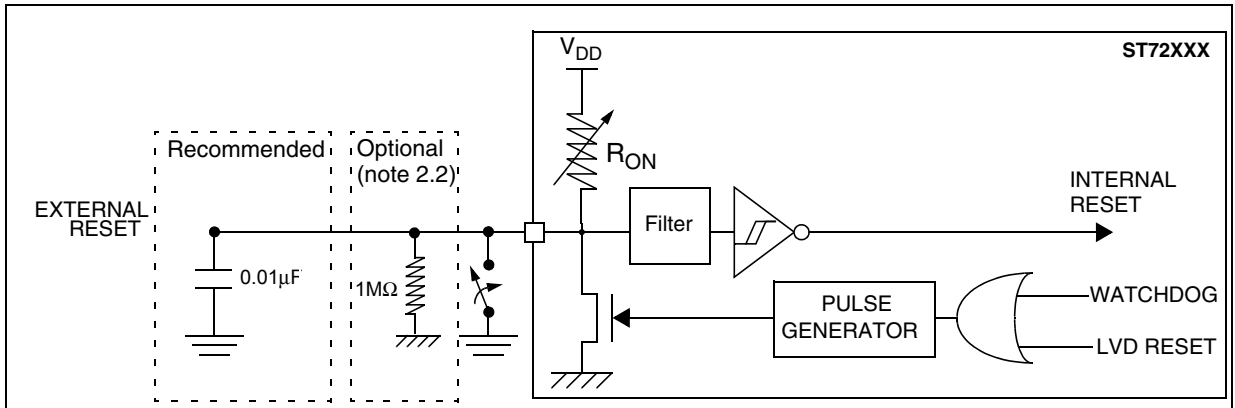 V_DD
ST72XXX
Recommended
Optional
(note 2.2)
R_ON
EXTERNAL
RESET
Filter
INTERNAL
RESET
0.01μF
1MΩ
PULSE
GENERATOR
WATCHDOG
LVD RESET